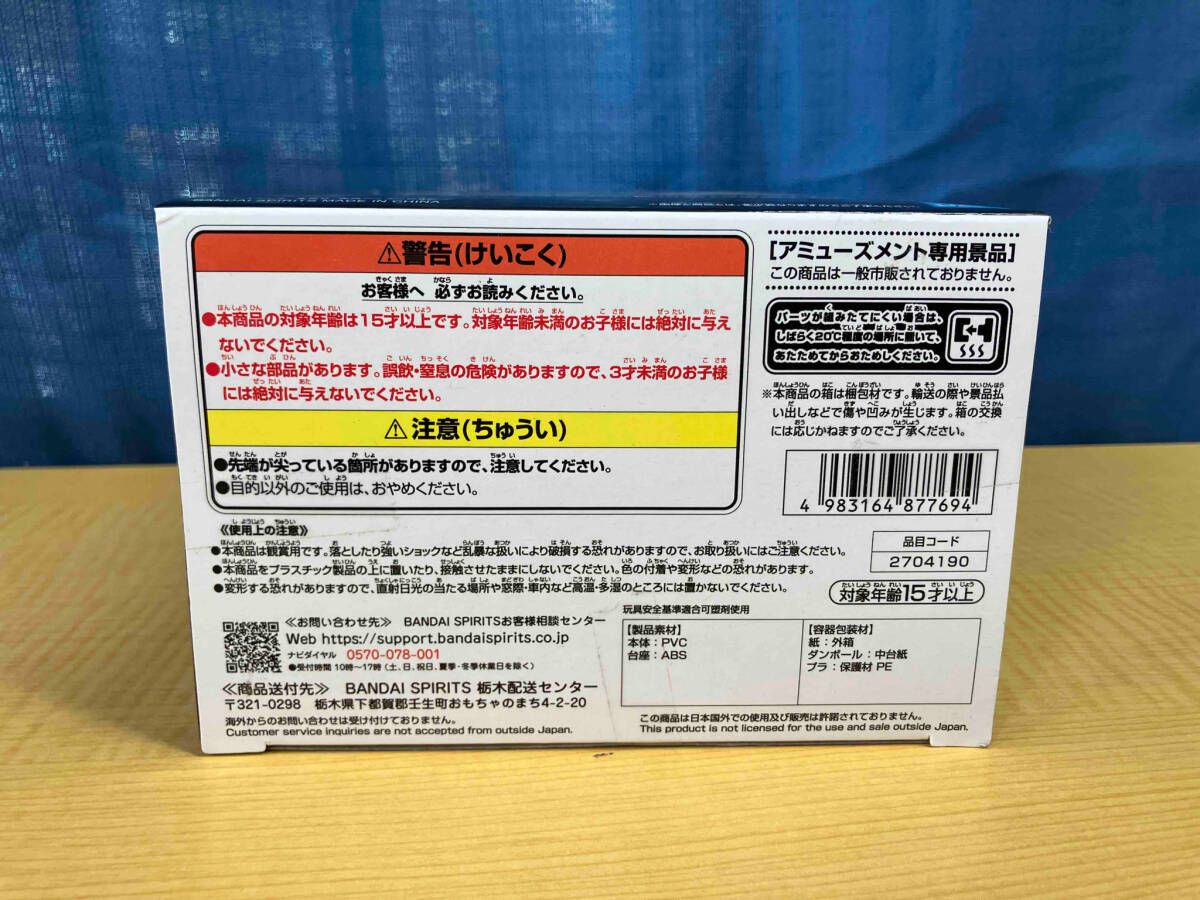 BANDAI SPIRITS MADE IN CHINA
⚠警告(けいこく)
お客様へ 必ずお読みください。
●本商品の対象年齢は15才以上です。対象年齢未満のお子様には絶対に与え
ないでください。
●小さな部品があります。誤飲・窒息の危険がありますので、3才未満のお子様
には絶対に与えないでください。
⚠注意(ちゅうい)
●先端が尖っている箇所がありますので、注意してください。
●目的以外のご使用は、おやめください。
[アミューズメント専用景品]
この商品は一般市販されておりません。
パーツが組みたてにくい場合は、
しばらく20℃程度の場所に置いて、
あたためてからおためしください。
※本商品の箱は梱包材です。輸送の際や景品払
い出しなどで傷や凹みが生じます。箱の交換
には応じかねますのでご了承ください。
4 983164 877694
品目コード
2704190
対象年齢15才以上
《使用上の注意》
●本商品は観賞用です。落としたり強いショックなど乱暴な扱いにより破損する恐れがありますので、お取り扱いにはご注意ください。
●本商品をプラスチック製品の上に置いたり、接触させたままにしないでください。色の付着や変形などの恐れがあります。
●変形する恐れがありますので、直射日光の当たる場所や窓際・車内など高温・多湿のところには置かないでください。
≪お問い合わせ先≫ BANDAI SPIRITSお客様相談センター
Web https://support.bandaispirits.co.jp
ナビダイヤル 0570-078-001
●受付時間 10時〜17時(土、日、祝日、夏季・冬季休業日を除く)
≪商品送付先≫ BANDAI SPIRITS 栃木配送センター
〒321-0298 栃木県下都賀郡壬生町おもちゃのまち4-2-20
海外からのお問い合わせは受け付けておりません。
Customer service inquiries are not accepted from outside Japan.
玩具安全基準適合可塑剤使用
【製品素材】
本体:PVC
台座:ABS
【容器包装材】
紙:外箱
ダンボール:中台紙
プラ:保護材 PE
この商品は日本国外での使用及び販売は許諾されておりません。
This product is not licensed for the use and sale outside Japan.